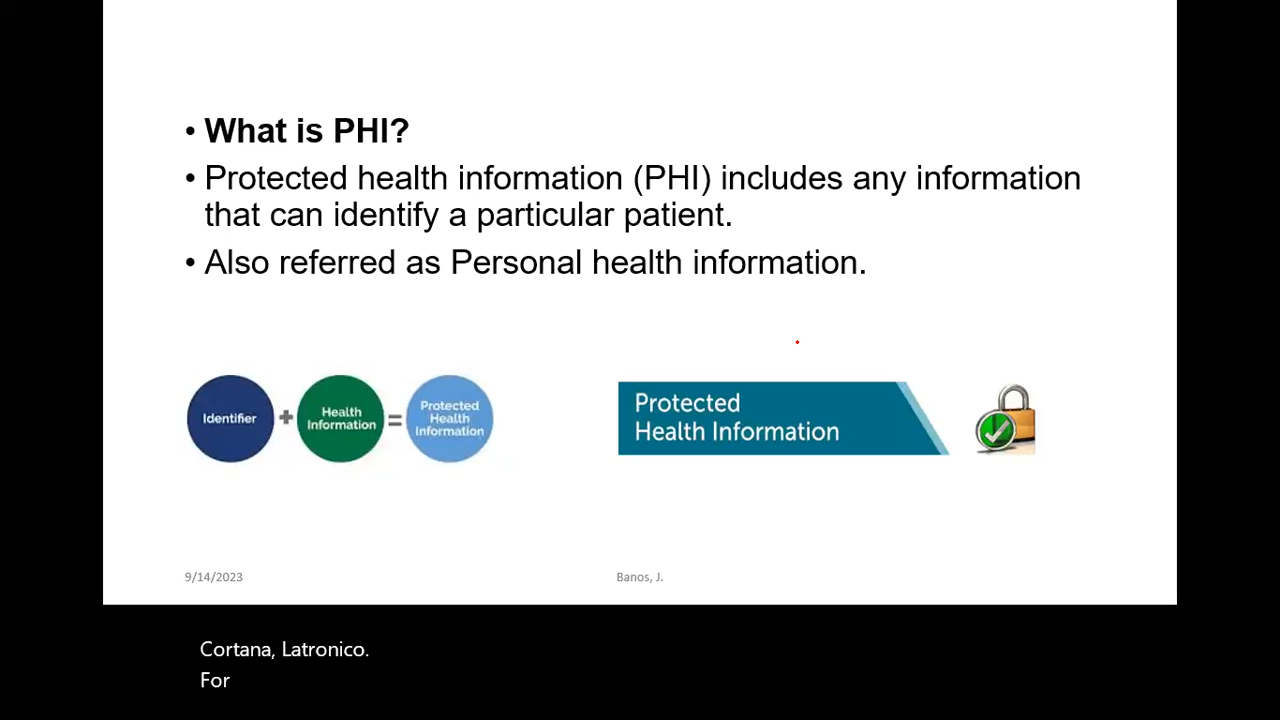 • What is PHI?
• Protected health information (PHI) includes any information
that can identify a particular patient.
• Also referred as Personal health information.
Identifier + Health Information = Protected Health Information
Protected
Health Information
9/14/2023
Banos, J.
Cortana, Latronico.
For